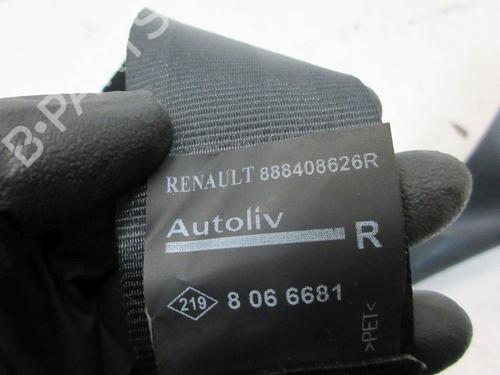 B-PARTS
RENAULT 888408626R
Autoliv
R
219
8 06 6681
>PET<